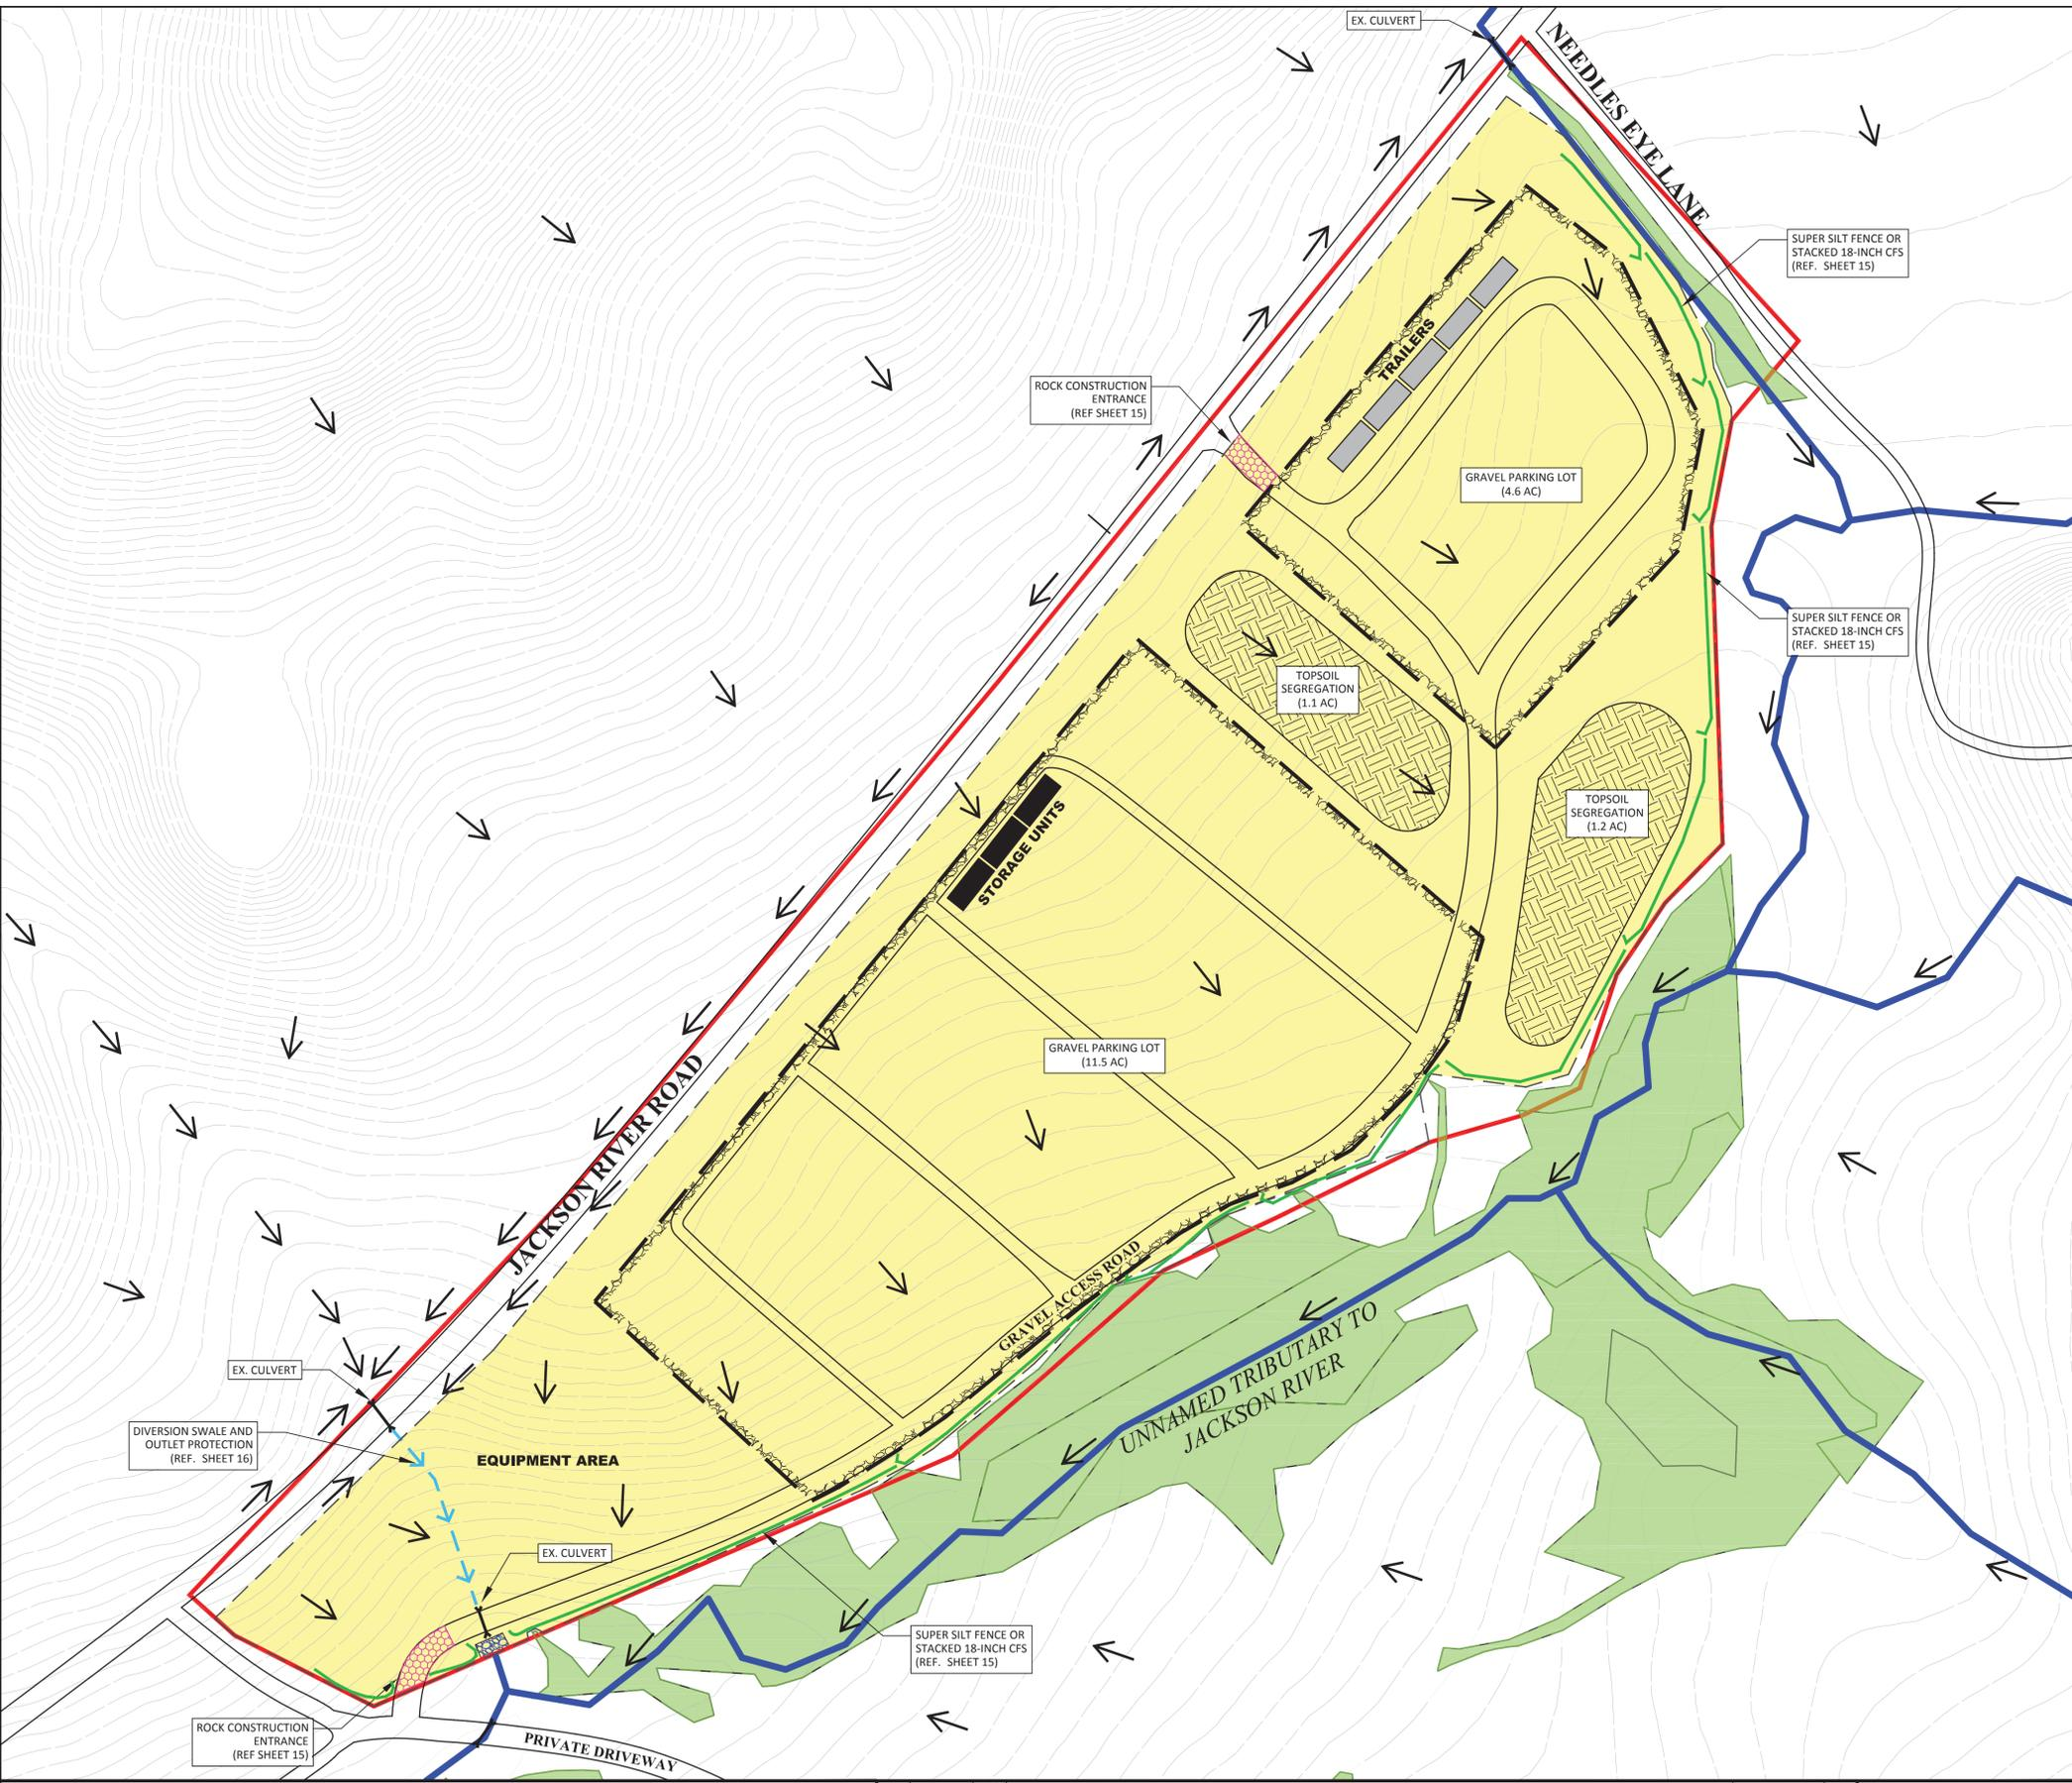 EX. CULVERT
NEEDLES EYE LANE
SUPER SILT FENCE OR
STACKED 18-INCH CFS
(REF. SHEET 15)
TRAILERS
ROCK CONSTRUCTION
ENTRANCE
(REF SHEET 15)
GRAVEL PARKING LOT
(4.6 AC)
SUPER SILT FENCE OR
STACKED 18-INCH CFS
(REF. SHEET 15)
TOPSOIL
SEGREGATION
(1.1 AC)
TOPSOIL
SEGREGATION
(1.2 AC)
STORAGE UNITS
GRAVEL PARKING LOT
(11.5 AC)
JACKSON RIVER ROAD
GRAVEL ACCESS ROAD
UNNAMED TRIBUTARY TO
JACKSON RIVER
EX. CULVERT
DIVERSION SWALE AND
OUTLET PROTECTION
(REF. SHEET 16)
EQUIPMENT AREA
EX. CULVERT
SUPER SILT FENCE OR
STACKED 18-INCH CFS
(REF. SHEET 15)
ROCK CONSTRUCTION
ENTRANCE
(REF SHEET 15)
PRIVATE DRIVEWAY